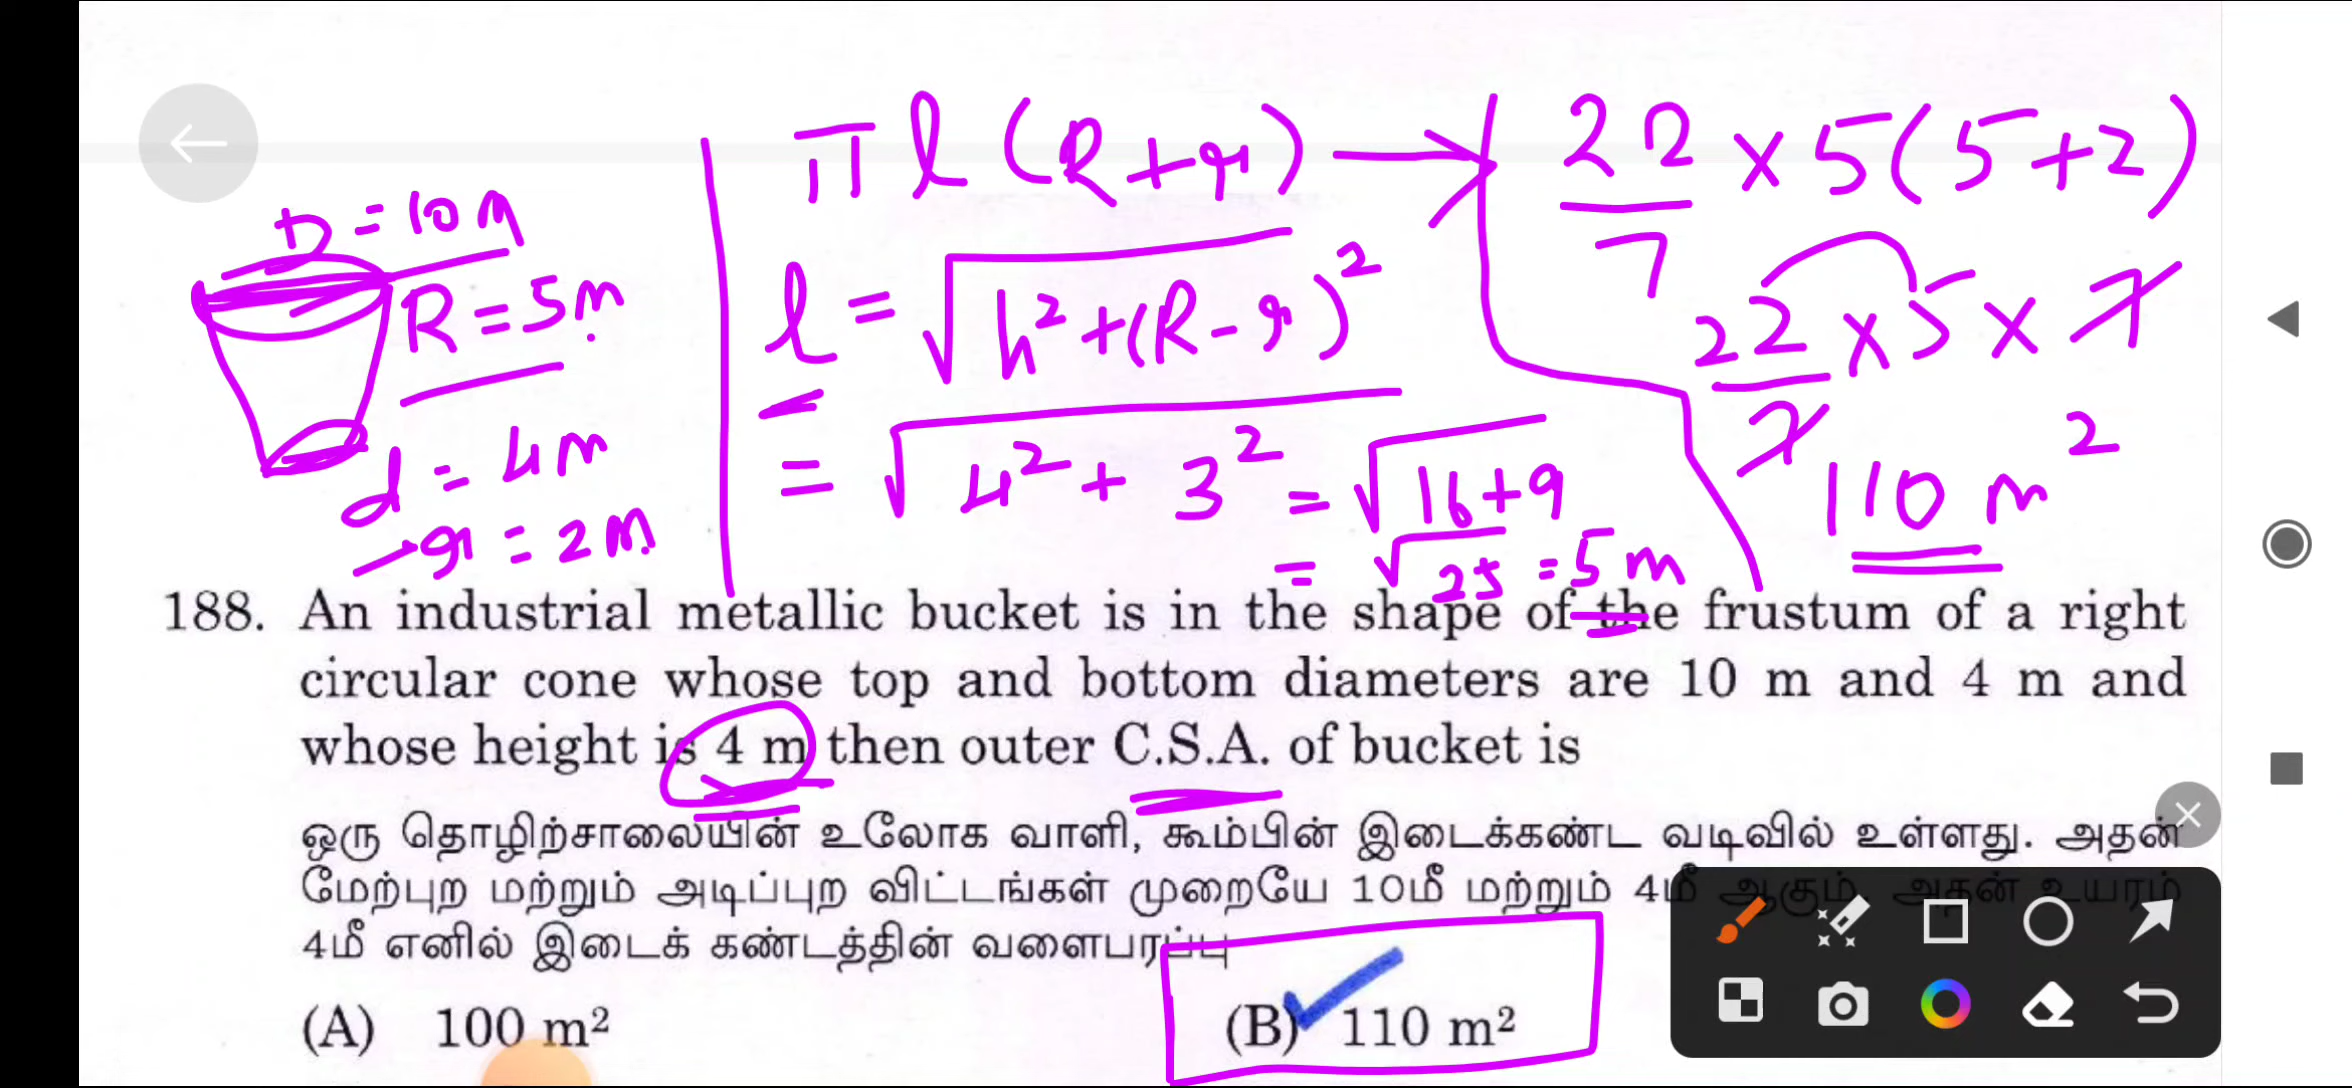 π l (R + r) → 22/7 × 5(5+2)
D = 10 m
R = 5 m
l = √h² + (R - r)²
22/7 × 5 × 7
= √4² + 3² = √16+9
= √25 = 5 m
110 m²
d = 4 m
r = 2 m
188. An industrial metallic bucket is in the shape of the frustum of a right
circular cone whose top and bottom diameters are 10 m and 4 m and
whose height is 4 m then outer C.S.A. of bucket is
ஒரு தொழிற்சாலையின் உலோக வாளி, கூம்பின் இடைக்கண்ட வடிவில் உள்ளது. அதன்
மேற்புற மற்றும் அடிப்புற விட்டங்கள் முறையே 10மீ மற்றும் 4மீ ஆகும். அதன் உயரம்
4மீ எனில் இடைக் கண்டத்தின் வளைபரப்பு
(A) 100 m²
(B) 110 m²